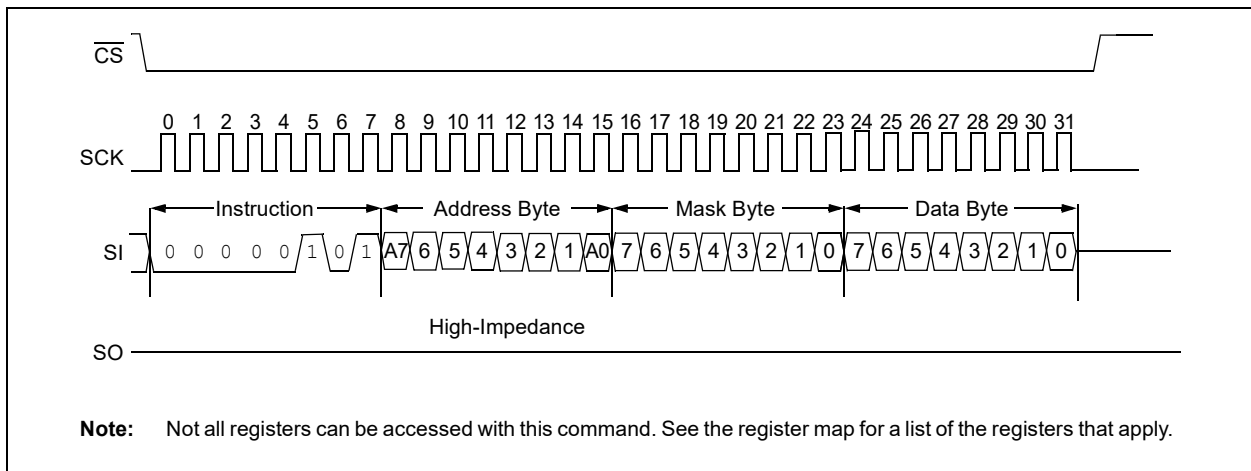 CS
0 1 2 3 4 5 6 7 8 9 10 11 12 13 14 15 16 17 18 19 20 21 22 23 24 25 26 27 28 29 30 31
SCK
Instruction Address Byte Mask Byte Data Byte
SI 0 0 0 0 0 1 0 1 A7 6 5 4 3 2 1 A0 7 6 5 4 3 2 1 0 7 6 5 4 3 2 1 0
High-Impedance
SO
Note: Not all registers can be accessed with this command. See the register map for a list of the registers that apply.